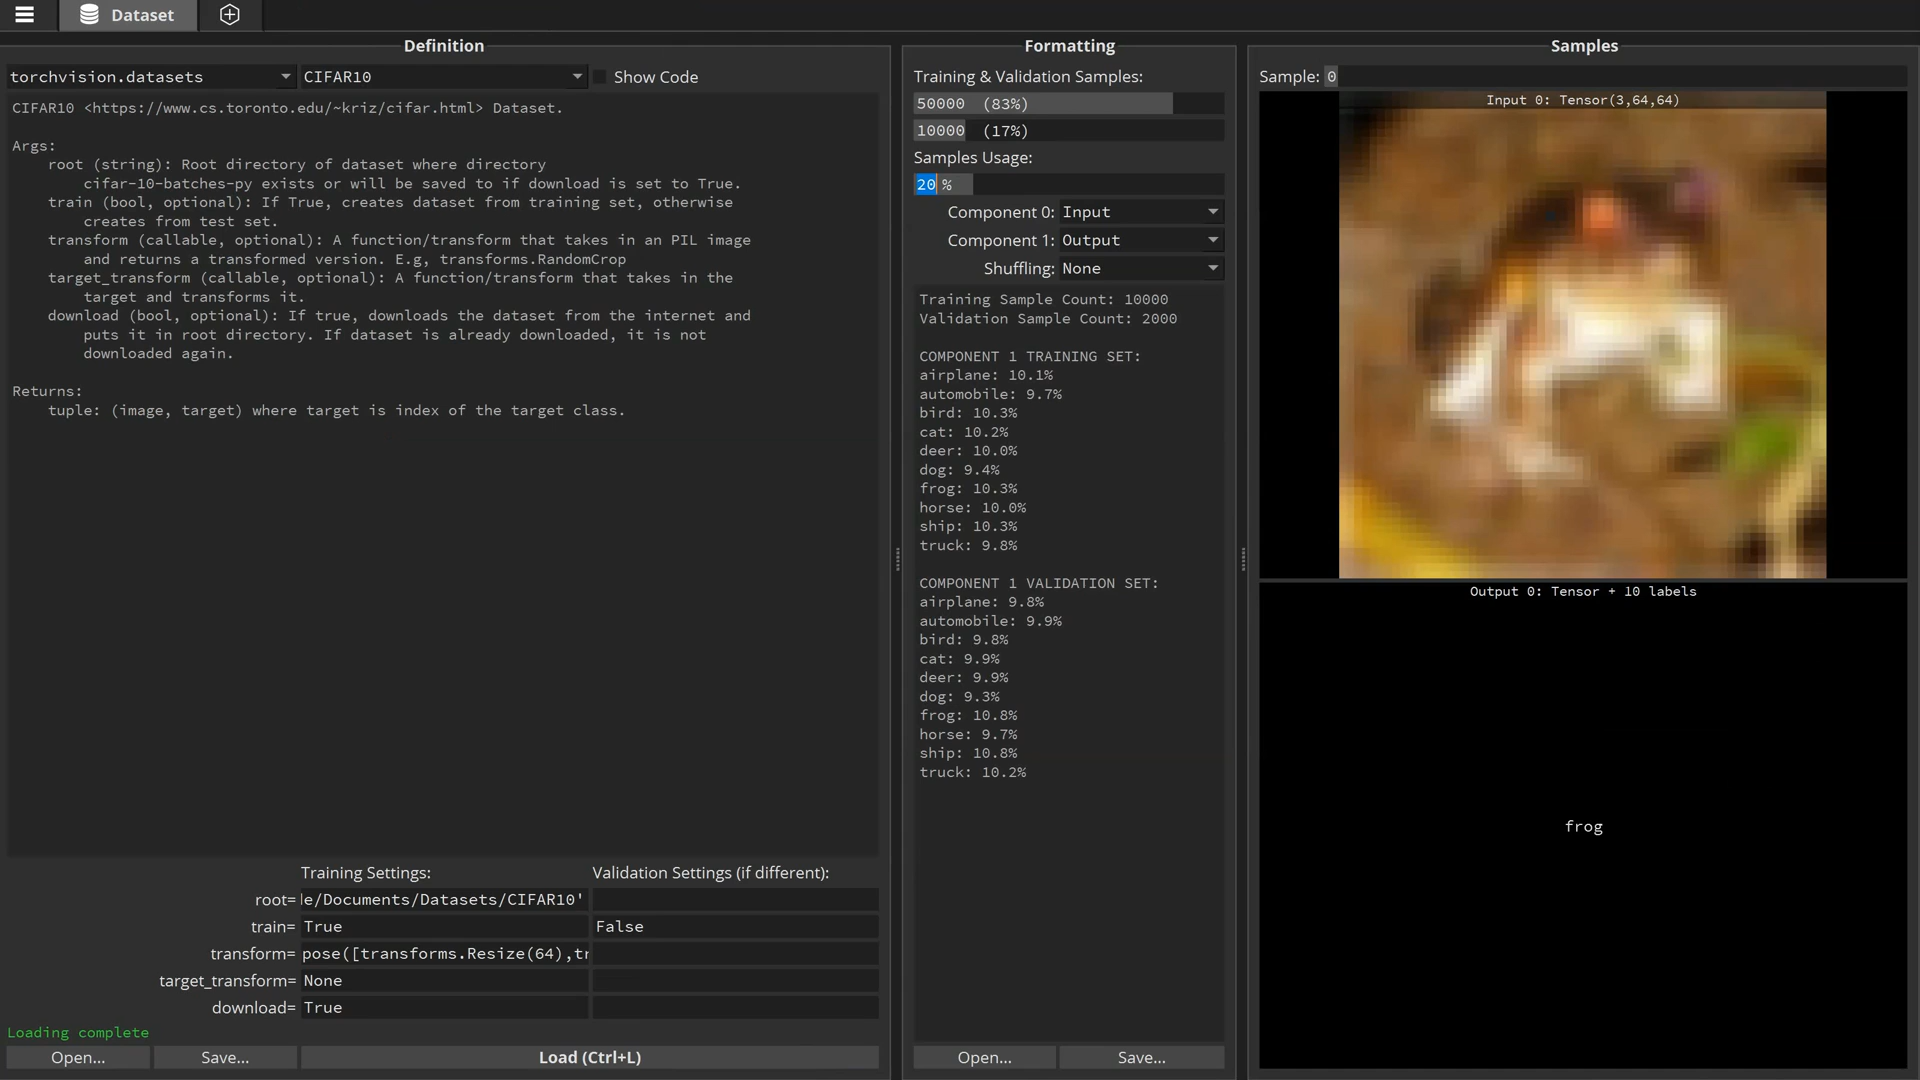 Dataset
Definition
torchvision.datasets
CIFAR10
Show Code
CIFAR10 <https://www.cs.toronto.edu/~kriz/cifar.html> Dataset.
Args:
root (string): Root directory of dataset where directory
cifar-10-batches-py exists or will be saved to if download is set to True.
train (bool, optional): If True, creates dataset from training set, otherwise
creates from test set.
transform (callable, optional): A function/transform that takes in an PIL image
and returns a transformed version. E.g, transforms.RandomCrop
target_transform (callable, optional): A function/transform that takes in the
target and transforms it.
download (bool, optional): If true, downloads the dataset from the internet and
puts it in root directory. If dataset is already downloaded, it is not
downloaded again.
Returns:
tuple: (image, target) where target is index of the target class.
Training Settings:
Validation Settings (if different):
root= le/Documents/Datasets/CIFAR10'
train= True False
transform= pose([transforms.Resize(64),tr
target_transform= None
download= True
Loading complete
Open...
Save...
Load (Ctrl+L)
Formatting
Training & Validation Samples:
50000 (83%)
10000 (17%)
Samples Usage:
20 %
Component 0: Input
Component 1: Output
Shuffling: None
Training Sample Count: 10000
Validation Sample Count: 2000
COMPONENT 1 TRAINING SET:
airplane: 10.1%
automobile: 9.7%
bird: 10.3%
cat: 10.2%
deer: 10.0%
dog: 9.4%
frog: 10.3%
horse: 10.0%
ship: 10.3%
truck: 9.8%
COMPONENT 1 VALIDATION SET:
airplane: 9.8%
automobile: 9.9%
bird: 9.8%
cat: 9.9%
deer: 9.9%
dog: 9.3%
frog: 10.8%
horse: 9.7%
ship: 10.8%
truck: 10.2%
Open...
Save...
Samples
Sample: 0
Input 0: Tensor(3,64,64)
Output 0: Tensor + 10 labels
frog